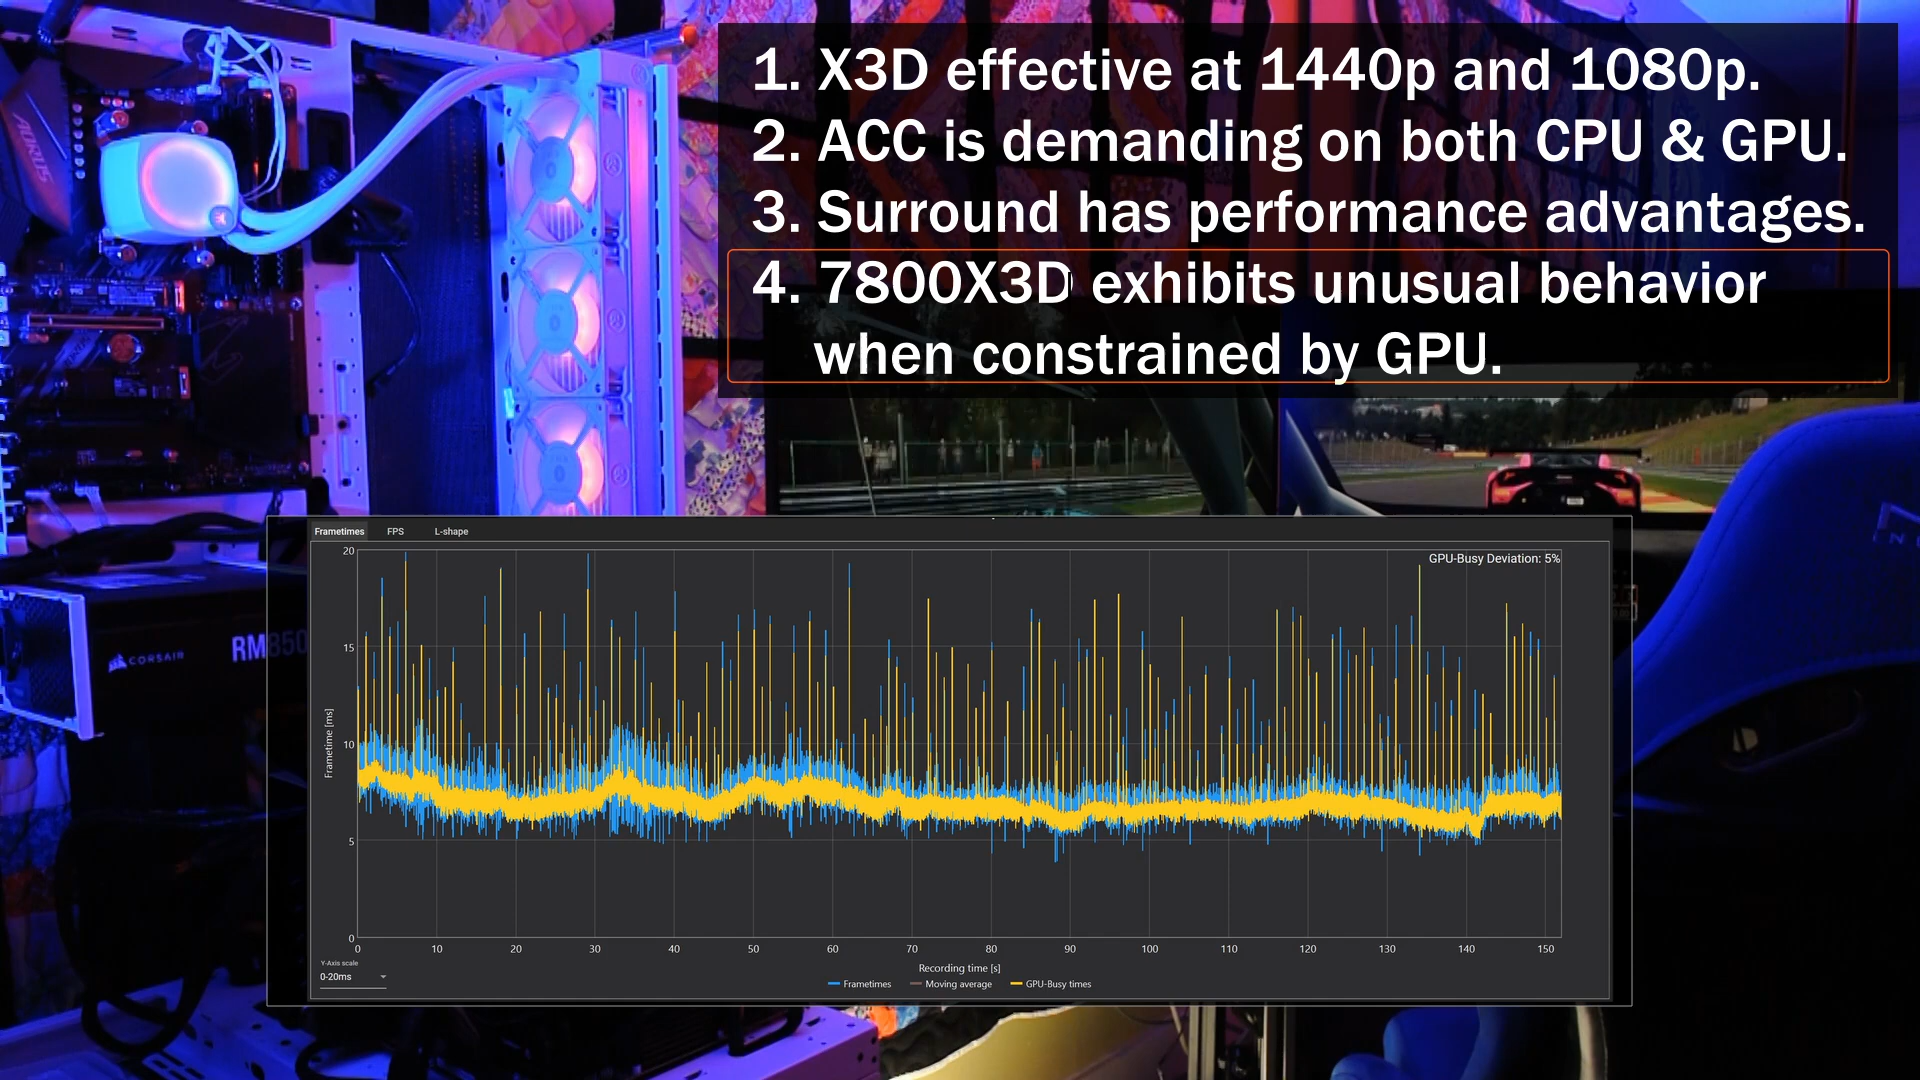 1. X3D effective at 1440p and 1080p.
2. ACC is demanding on both CPU & GPU.
3. Surround has performance advantages.
4. 7800X3D exhibits unusual behavior
when constrained by GPU.
AORUS
CORSAIR
RM850
Frametimes FPS L-shape
GPU-Busy Deviation: 5%
20
15
10
5
0
Frametime [ms]
0 10 20 30 40 50 60 70 80 90 100 110 120 130 140 150
Recording time [s]
Y-Axis scale
0-20ms
Frametimes Moving average GPU-Busy times